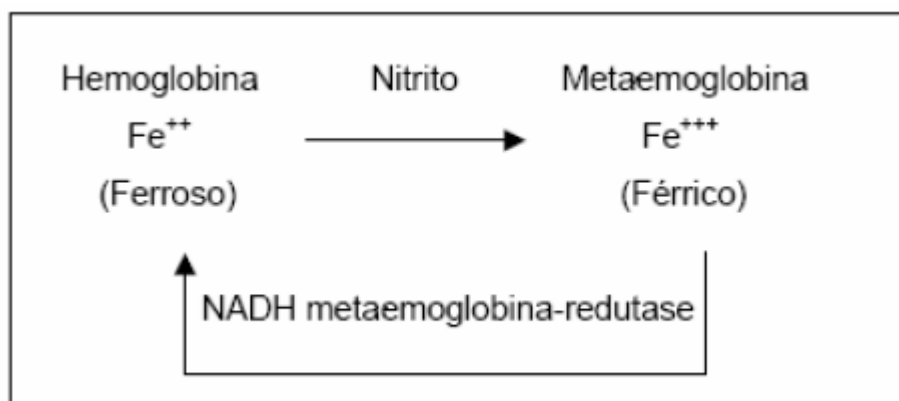 Hemoglobina Nitrito Metaemoglobina
Fe⁺⁺ Fe⁺⁺⁺
(Ferroso) (Férrico)
NADH metaemoglobina-redutase